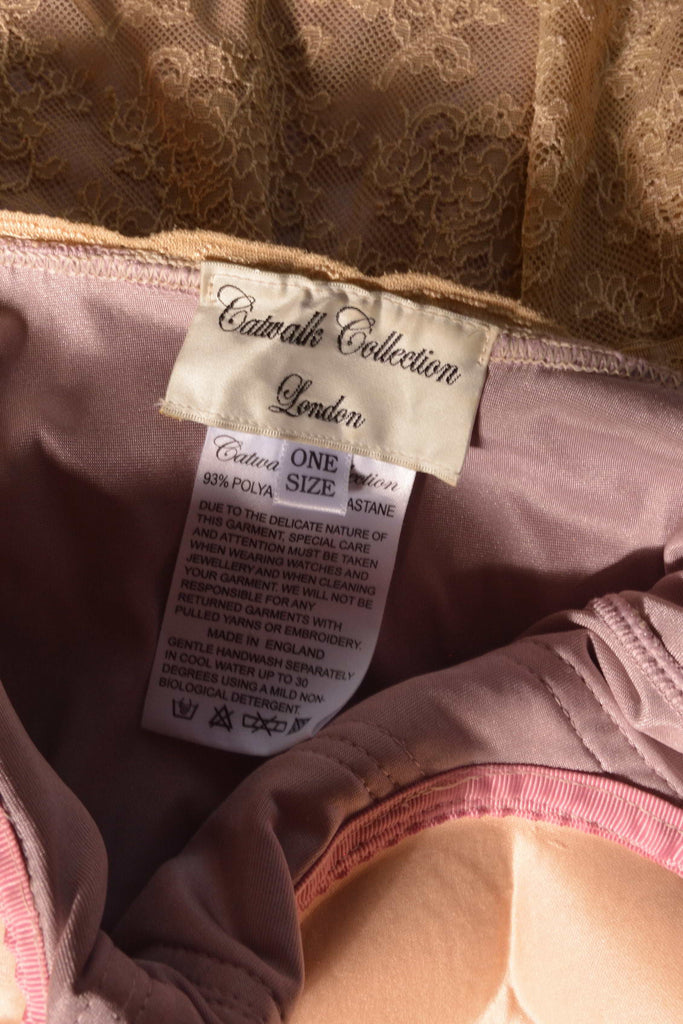 Catwalk Collection
London
ONE
SIZE
93%
DUE TO THE DELICATE NATURE OF
THIS GARMENT, SPECIAL CARE
AND ATTENTION MUST BE TAKEN
WHEN WEARING WATCHES AND
JEWELLERY AND WHEN CLEANING
YOUR GARMENT. WE WILL NOT BE
RESPONSIBLE FOR ANY
RETURNED GARMENTS WITH
PULLED YARNS OR EMBROIDERY.
MADE IN ENGLAND
GENTLE HANDWASH SEPARATELY
IN COOL WATER UP TO 30
DEGREES USING A MILD NON-
BIOLOGICAL DETERGENT.